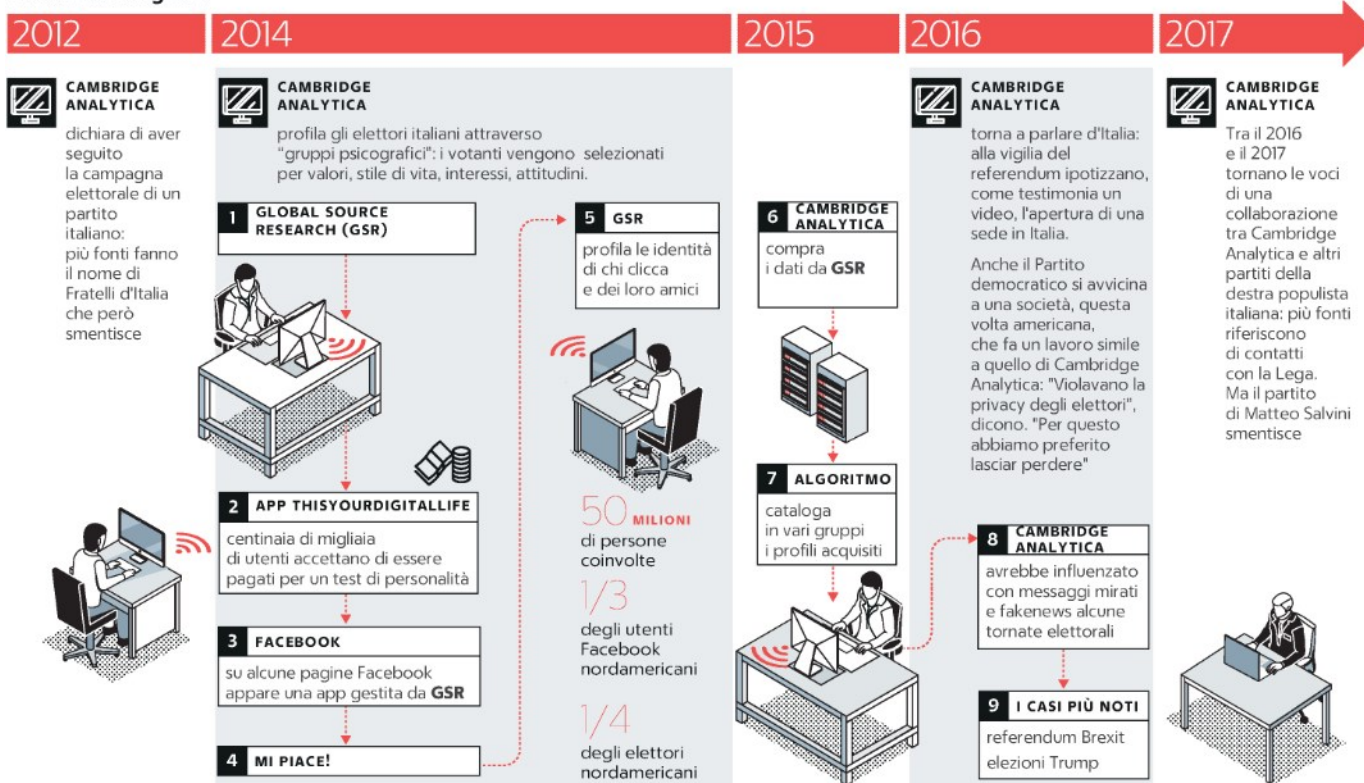 2012
2014
2015
2016
2017
CAMBRIDGE
ANALYTICA
dichiara di aver
seguito
la campagna
elettorale di un
partito
italiano:
più fonti fanno
il nome di
Fratelli d'Italia
che però
smentisce
CAMBRIDGE
ANALYTICA
profila gli elettori italiani attraverso
"gruppi psicografici": i votanti vengono selezionati
per valori, stile di vita, interessi, attitudini.
1 GLOBAL SOURCE
RESEARCH (GSR)
2 APP THISYOURDIGITALLIFE
centinaia di migliaia
di utenti accettano di essere
pagati per un test di personalità
3 FACEBOOK
su alcune pagine Facebook
appare una app gestita da GSR
4 MI PIACE!
5 GSR
profila le identità
di chi clicca
e dei loro amici
50 MILIONI
di persone
coinvolte
1/3
degli utenti
Facebook
nordamericani
1/4
degli elettori
nordamericani
6 CAMBRIDGE
ANALYTICA
compra
i dati da GSR
7 ALGORITMO
cataloga
in vari gruppi
i profili acquisiti
CAMBRIDGE
ANALYTICA
torna a parlare d'Italia:
alla vigilia del
referendum ipotizzano,
come testimonia un
video, l'apertura di una
sede in Italia.
Anche il Partito
democratico si avvicina
a una società, questa
volta americana,
che fa un lavoro simile
a quello di Cambridge
Analytica: "Violavano la
privacy degli elettori",
dicono. "Per questo
abbiamo preferito
lasciar perdere"
8 CAMBRIDGE
ANALYTICA
avrebbe influenzato
con messaggi mirati
e fakenews alcune
tornate elettorali
9 I CASI PIÙ NOTI
referendum Brexit
elezioni Trump
CAMBRIDGE
ANALYTICA
Tra il 2016
e il 2017
tornano le voci
di una
collaborazione
tra Cambridge
Analytica e altri
partiti della
destra populista
italiana: più fonti
riferiscono
di contatti
con la Lega.
Ma il partito
di Matteo Salvini
smentisce